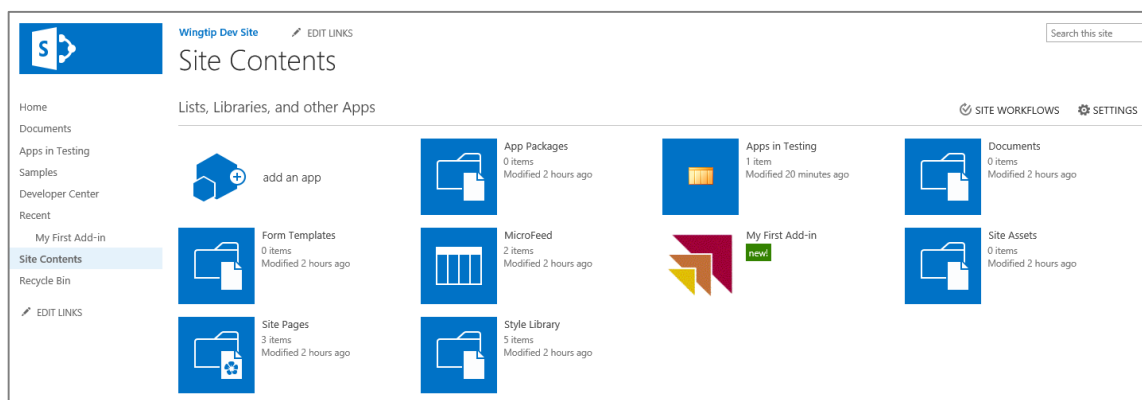 Wingtip Dev Site
EDIT LINKS
Search this site
S
Site Contents
Home
Documents
Apps in Testing
Samples
Developer Center
Recent
My First Add-in
Site Contents
Recycle Bin
EDIT LINKS
Lists, Libraries, and other Apps
SITE WORKFLOWS
SETTINGS
add an app
App Packages
0 items
Modified 2 hours ago
Apps in Testing
1 item
Modified 20 minutes ago
Documents
0 items
Modified 2 hours ago
Form Templates
0 items
Modified 2 hours ago
MicroFeed
2 items
Modified 2 hours ago
My First Add-in
new!
Site Assets
0 items
Modified 2 hours ago
Site Pages
3 items
Modified 2 hours ago
Style Library
5 items
Modified 2 hours ago